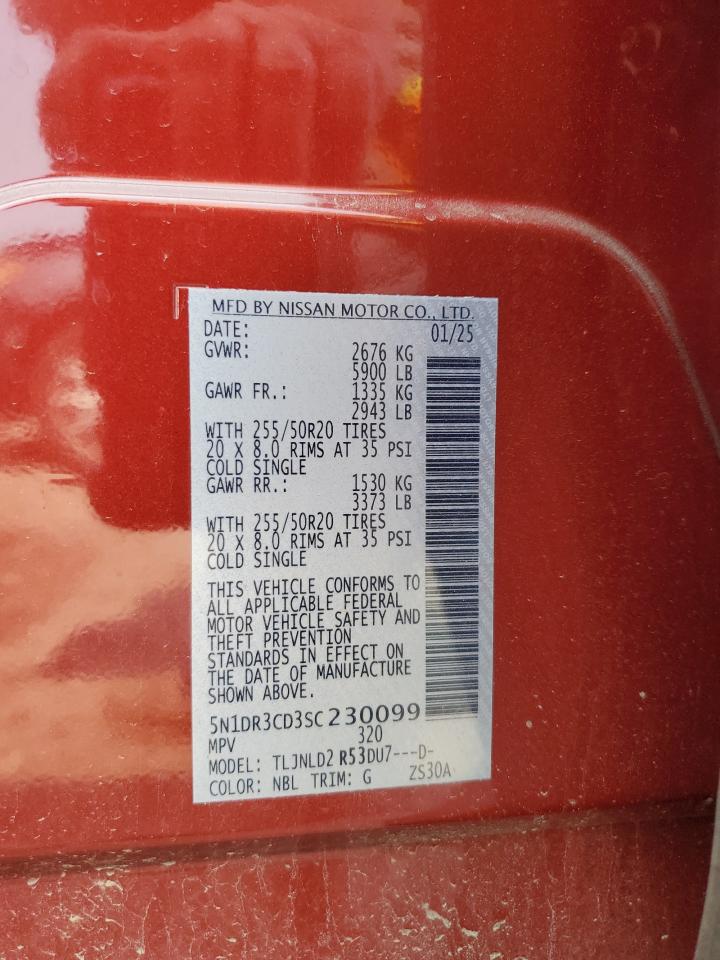 MFD BY NISSAN MOTOR CO., LTD.
DATE: 01/25
GVWR: 2676 KG
5900 LB
GAWR FR.: 1335 KG
2943 LB
WITH 255/50R20 TIRES
20 X 8.0 RIMS AT 35 PSI
COLD SINGLE
GAWR RR.: 1530 KG
3373 LB
WITH 255/50R20 TIRES
20 X 8.0 RIMS AT 35 PSI
COLD SINGLE
THIS VEHICLE CONFORMS TO
ALL APPLICABLE FEDERAL
MOTOR VEHICLE SAFETY AND
THEFT PREVENTION
STANDARDS IN EFFECT ON
THE DATE OF MANUFACTURE
SHOWN ABOVE.
5N1DR3CD3SC230099
MPV 320
MODEL: TLJNLD2 R53DU7---D-
COLOR: NBL TRIM: G ZS30A